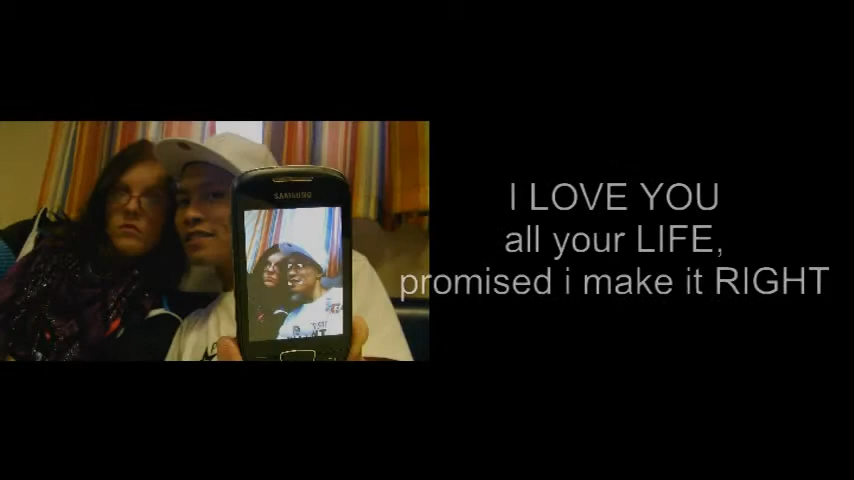 SAMSUNG
I LOVE YOU
all your LIFE,
promised i make it RIGHT